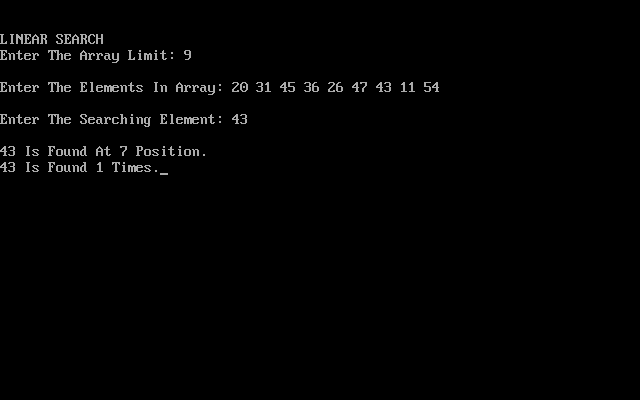 LINEAR SEARCH
Enter The Array Limit: 9
Enter The Elements In Array: 20 31 45 36 26 47 43 11 54
Enter The Searching Element: 43
43 Is Found At 7 Position.
43 Is Found 1 Times._